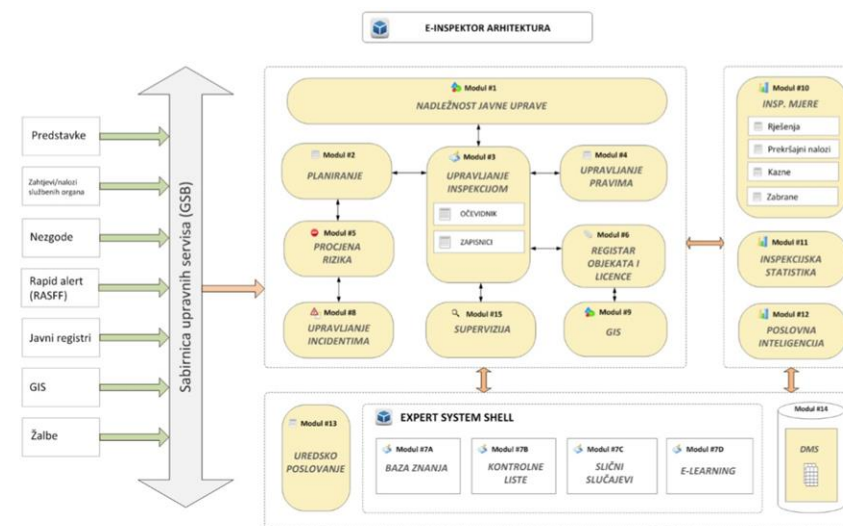 E-INSPEKTOR ARHITEKTURA
Predstavke
Zahtjevi/nalozi
službenih organa
Nezgode
Rapid alert
(RASFF)
Javni registri
GIS
Žalbe
Sabirnica upravnih servisa (GSB)
Modul #1
NADLEŽNOST JAVNE UPRAVE
Modul #2
PLANIRANJE
Modul #3
UPRAVLJANJE
INSPEKCIJOM
OČEVIDNIK
ZAPISNICI
Modul #4
UPRAVLJANJE
PRAVIMA
Modul #5
PROCJENA
RIZIKA
Modul #6
REGISTAR
OBJEKATA I
LICENCE
Modul #8
UPRAVLJANJE
INCIDENTIMA
Modul #15
SUPERVIZIJA
Modul #9
GIS
Modul #10
INSP. MJERE
Rješenja
Prekršajni nalozi
Kazne
Zabrane
Modul #11
INSPEKCIJSKA
STATISTIKA
Modul #12
POSLOVNA
INTELIGENCIJA
Modul #13
UREDSKO
POSLOVANJE
EXPERT SYSTEM SHELL
Modul #7A
BAZA ZNANJA
Modul #7B
KONTROLNE
LISTE
Modul #7C
SLIČNI
SLUČAJEVI
Modul #7D
E-LEARNING
Modul #14
DMS